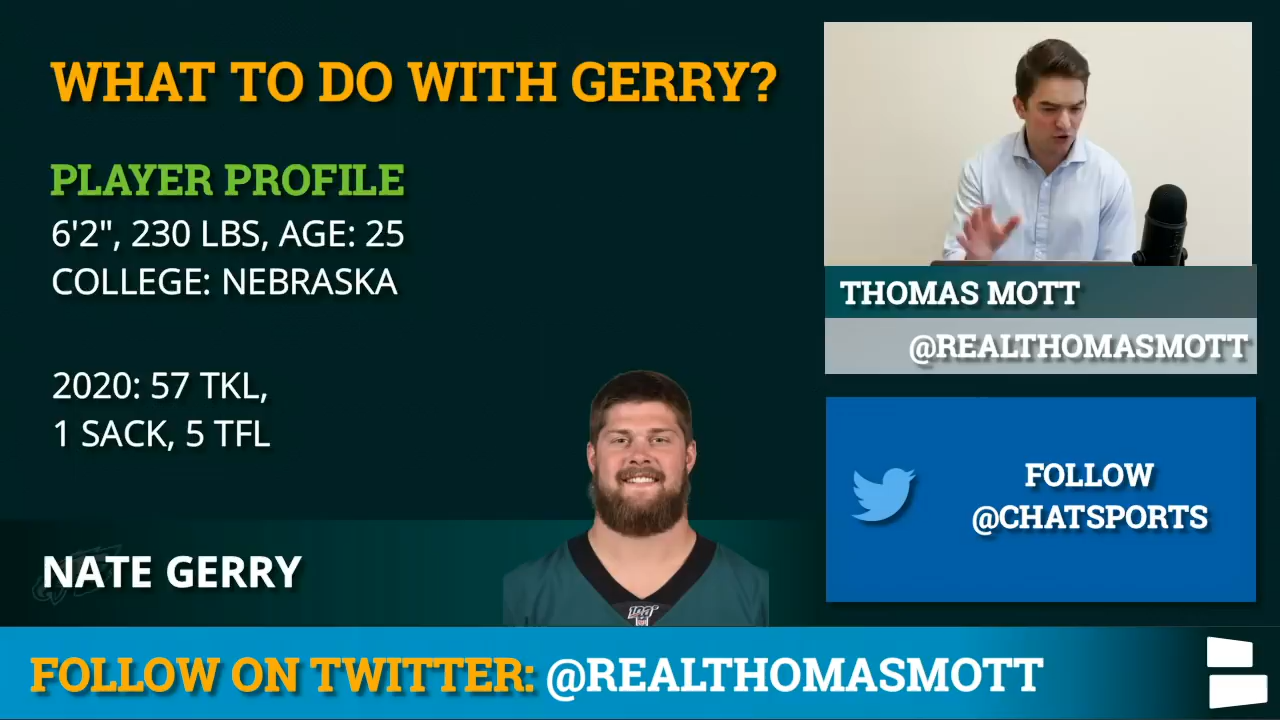 WHAT TO DO WITH GERRY?
PLAYER PROFILE
6'2", 230 LBS, AGE: 25
COLLEGE: NEBRASKA
2020: 57 TKL,
1 SACK, 5 TFL
NATE GERRY
THOMAS MOTT
@REALTHOMASMOTT
FOLLOW
@CHATSPORTS
FOLLOW ON TWITTER: @REALTHOMASMOTT